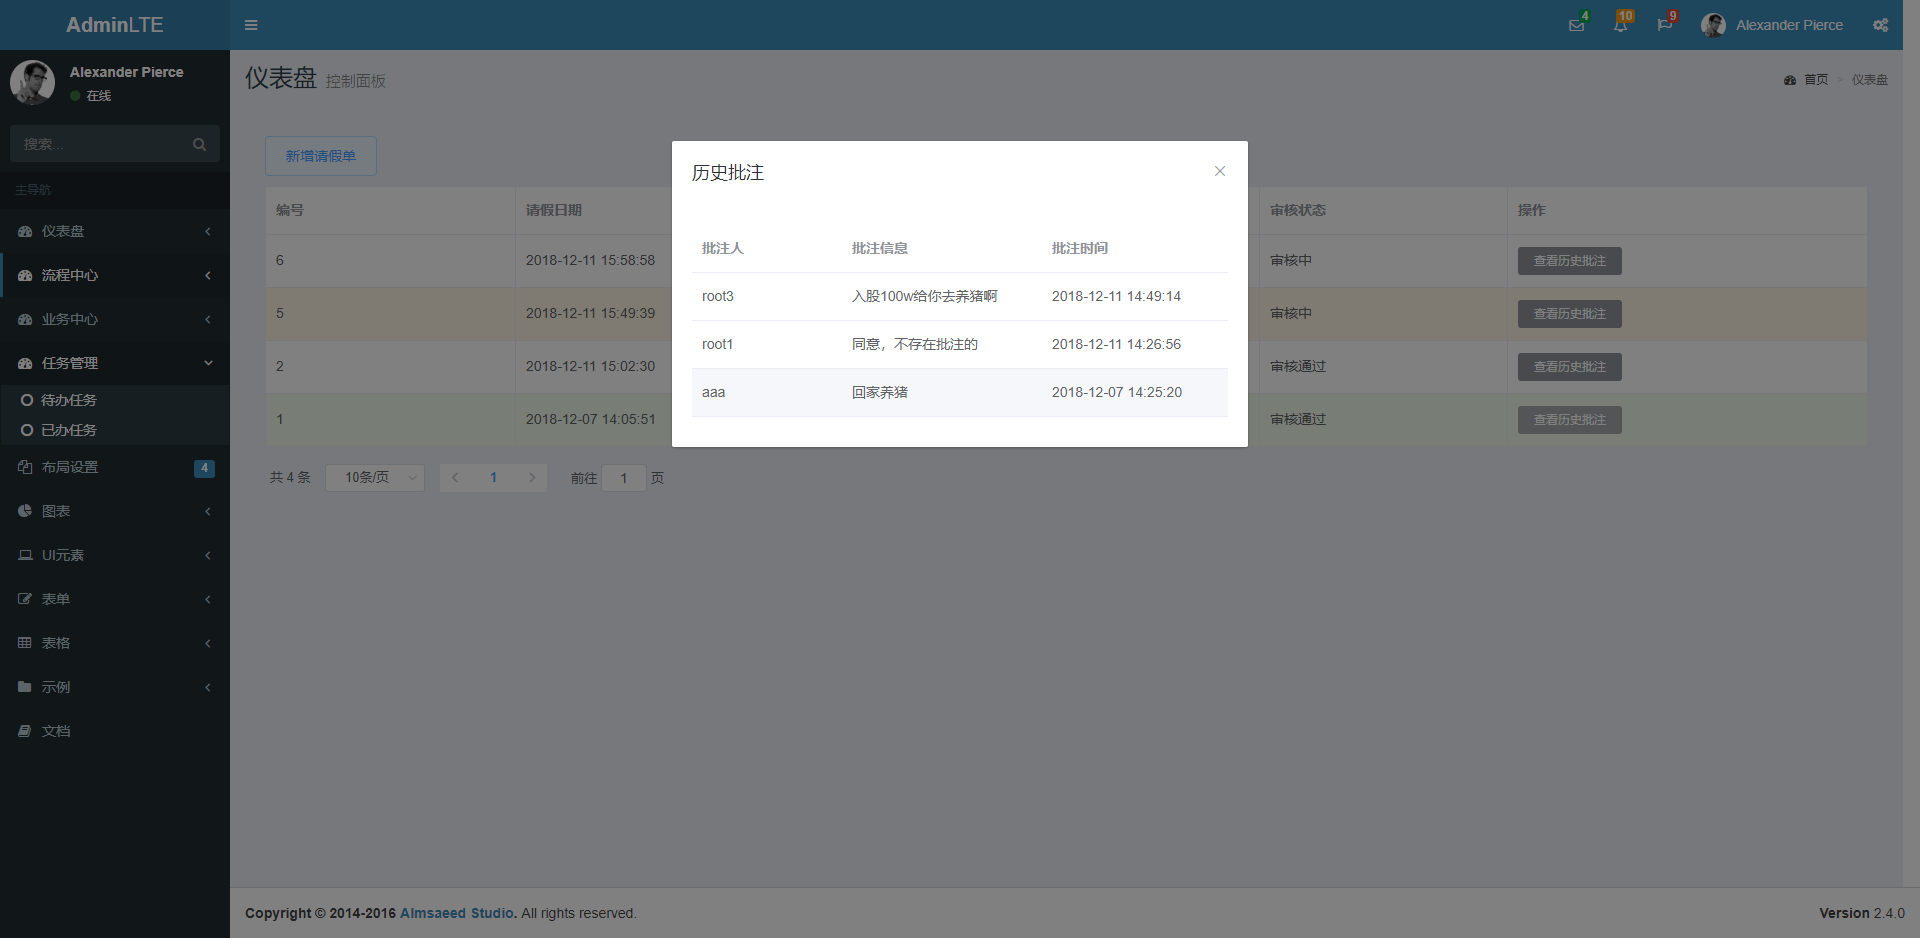 AdminLTE
4
10
9
Alexander Pierce
Alexander Pierce
在线
搜索...
主导航
仪表盘
流程中心
业务中心
任务管理
待办任务
已办任务
布局设置 4
图表
UI元素
表单
表格
示例
文档
仪表盘 控制面板
首页 > 仪表盘
新增请假单
编号 请假日期 审核状态 操作
6 2018-12-11 15:58:58 审核中 查看历史批注
5 2018-12-11 15:49:39 审核中 查看历史批注
2 2018-12-11 15:02:30 审核通过 查看历史批注
1 2018-12-07 14:05:51 审核通过 查看历史批注
共 4 条 10条/页 1 前往 1 页
历史批注
批注人 批注信息 批注时间
root3 入股100w给你去养猪啊 2018-12-11 14:49:14
root1 同意，不存在批注的 2018-12-11 14:26:56
aaa 回家养猪 2018-12-07 14:25:20
Copyright © 2014-2016 Almsaeed Studio. All rights reserved.
Version 2.4.0